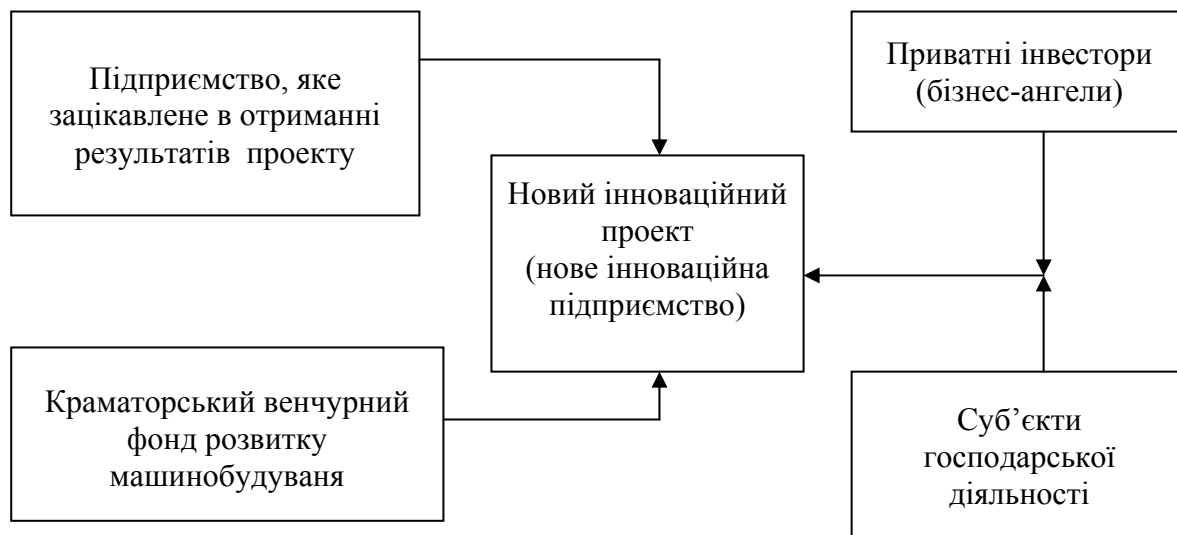 Підприємство, яке
зацікавлене в отриманні
результатів проекту
Приватні інвестори
(бізнес-ангели)
Новий інноваційний
проект
(нове інноваційна
підприємство)
Краматорський венчурний
фонд розвитку
машинобудуваня
Суб’єкти
господарської
діяльності